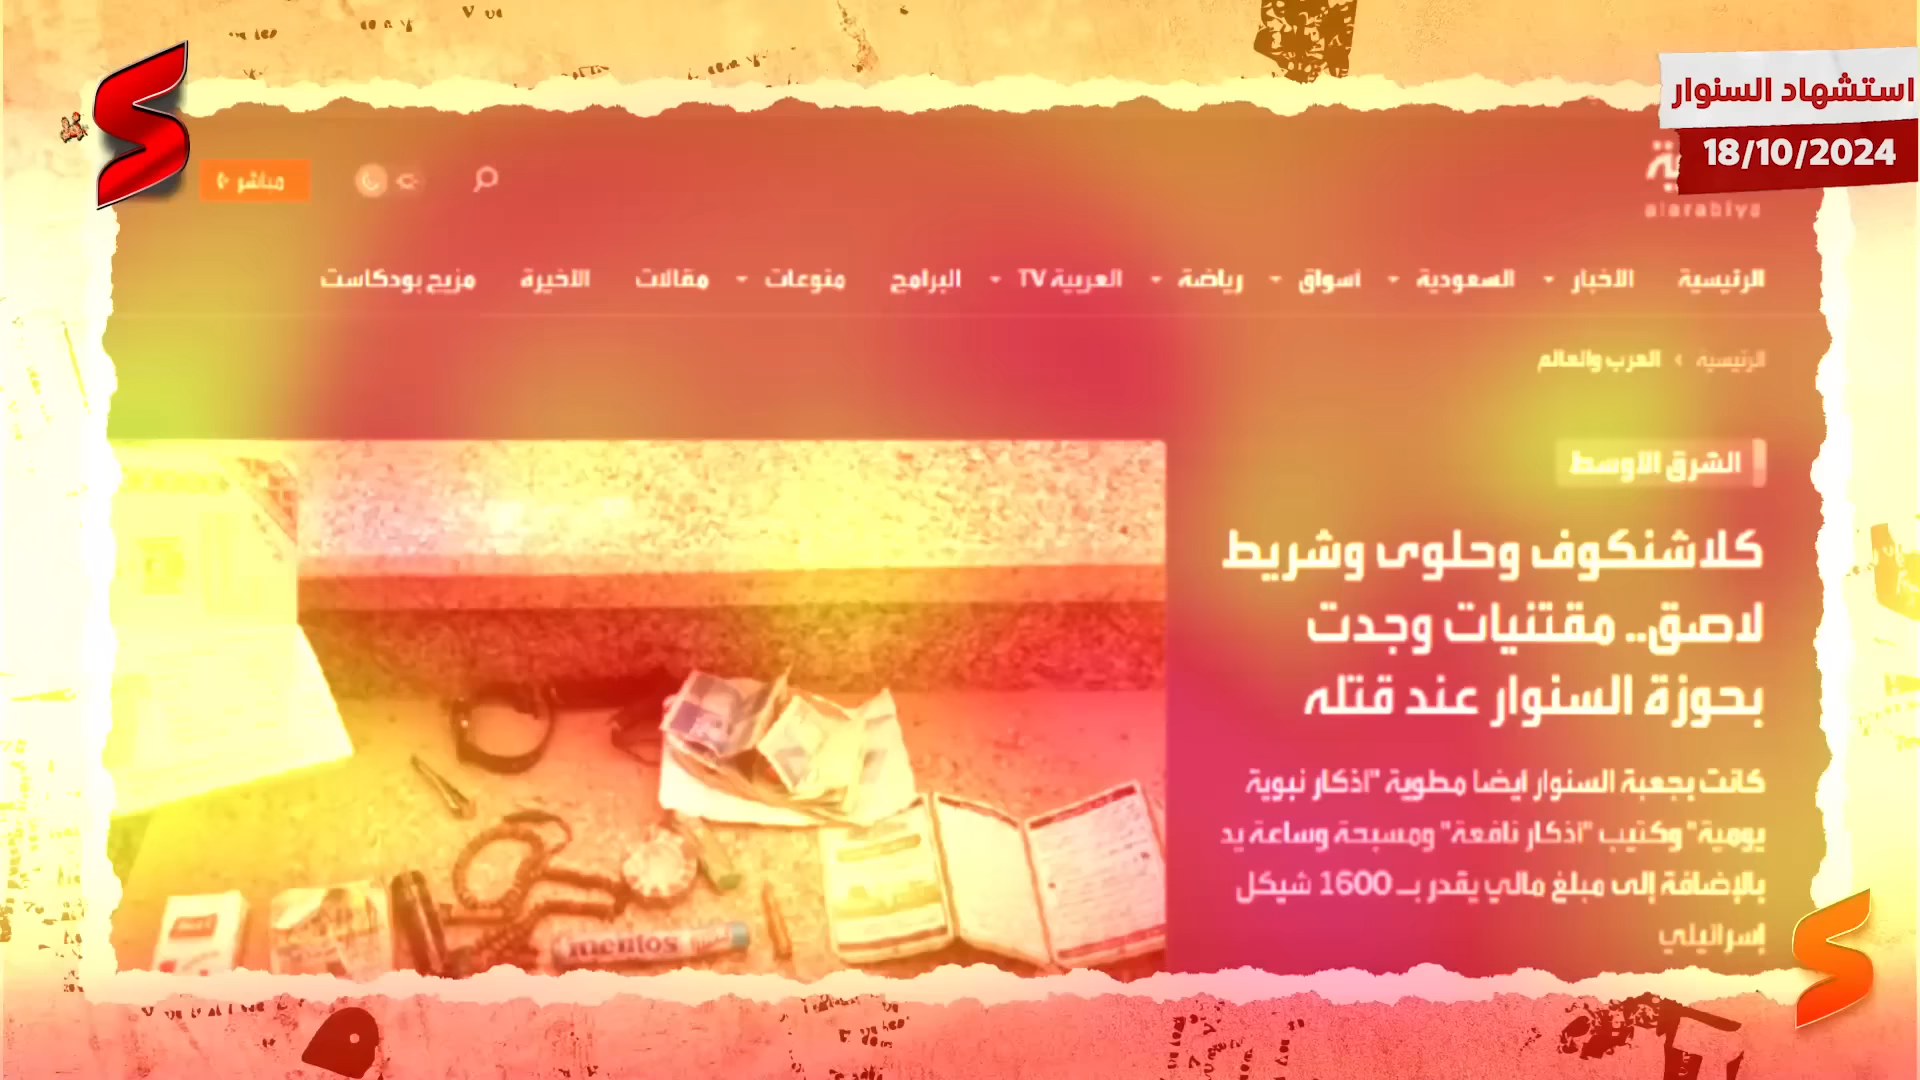 استشهاد السنوار
18/10/2024
alarabiya
مباشر
الرئيسية الأخبار السعودية أسواق رياضة العربية TV البرامج منوعات مقالات الأخيرة مزيج بودكاست
الرئيسية > العرب والعالم
الشرق الأوسط
كلاشنكوف وحلوى وشريط
لاصق.. مقتنيات وجدت
بحوزة السنوار عند قتله
كانت بجعبة السنوار أيضا مطوية "أذكار نبوية
يومية" وكتيب "أذكار نافعة" ومسبحة وساعة يد
بالإضافة إلى مبلغ مالي يقدر بـ 1600 شيكل
إسرائيلي
mentos